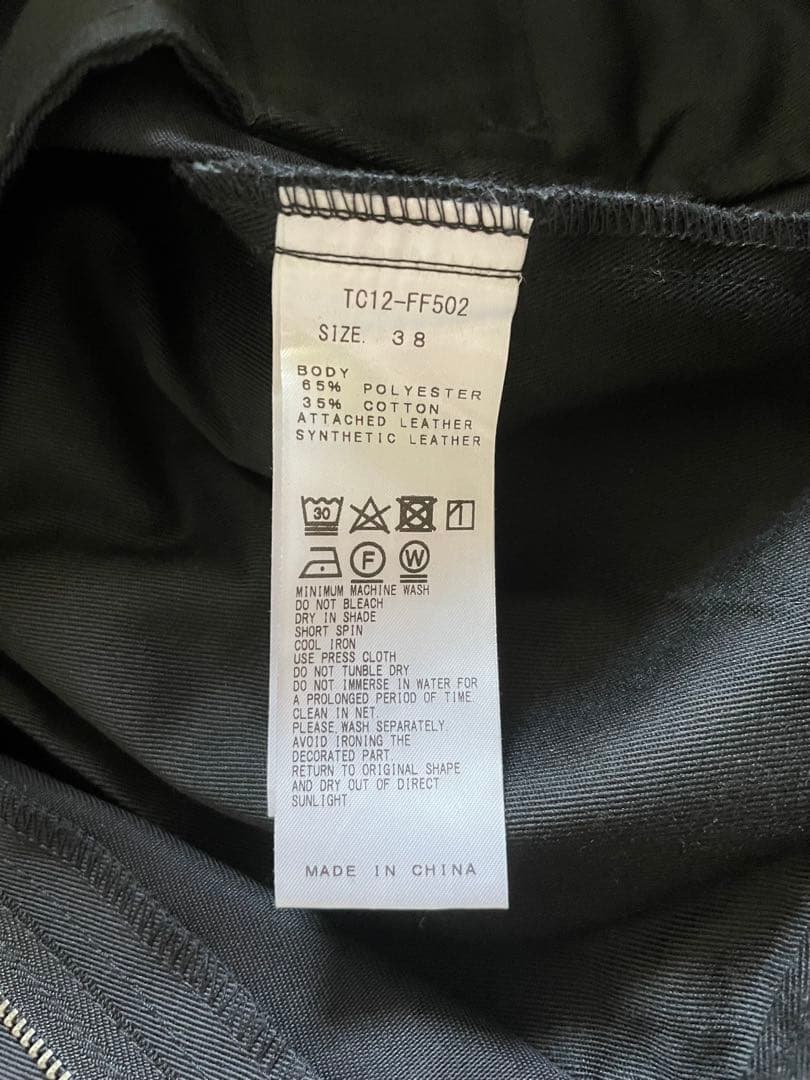 TC12-FF502
SIZE. 38
BODY
65% POLYESTER
35% COTTON
ATTACHED LEATHER
SYNTHETIC LEATHER
30
F W
MINIMUM MACHINE WASH
DO NOT BLEACH
DRY IN SHADE
SHORT SPIN
COOL IRON
USE PRESS CLOTH
DO NOT TUNBLE DRY
DO NOT IMMERSE IN WATER FOR
A PROLONGED PERIOD OF TIME.
CLEAN IN NET.
PLEASE WASH SEPARATELY.
AVOID IRONING THE
DECORATED PART.
RETURN TO ORIGINAL SHAPE
AND DRY OUT OF DIRECT
SUNLIGHT
MADE IN CHINA